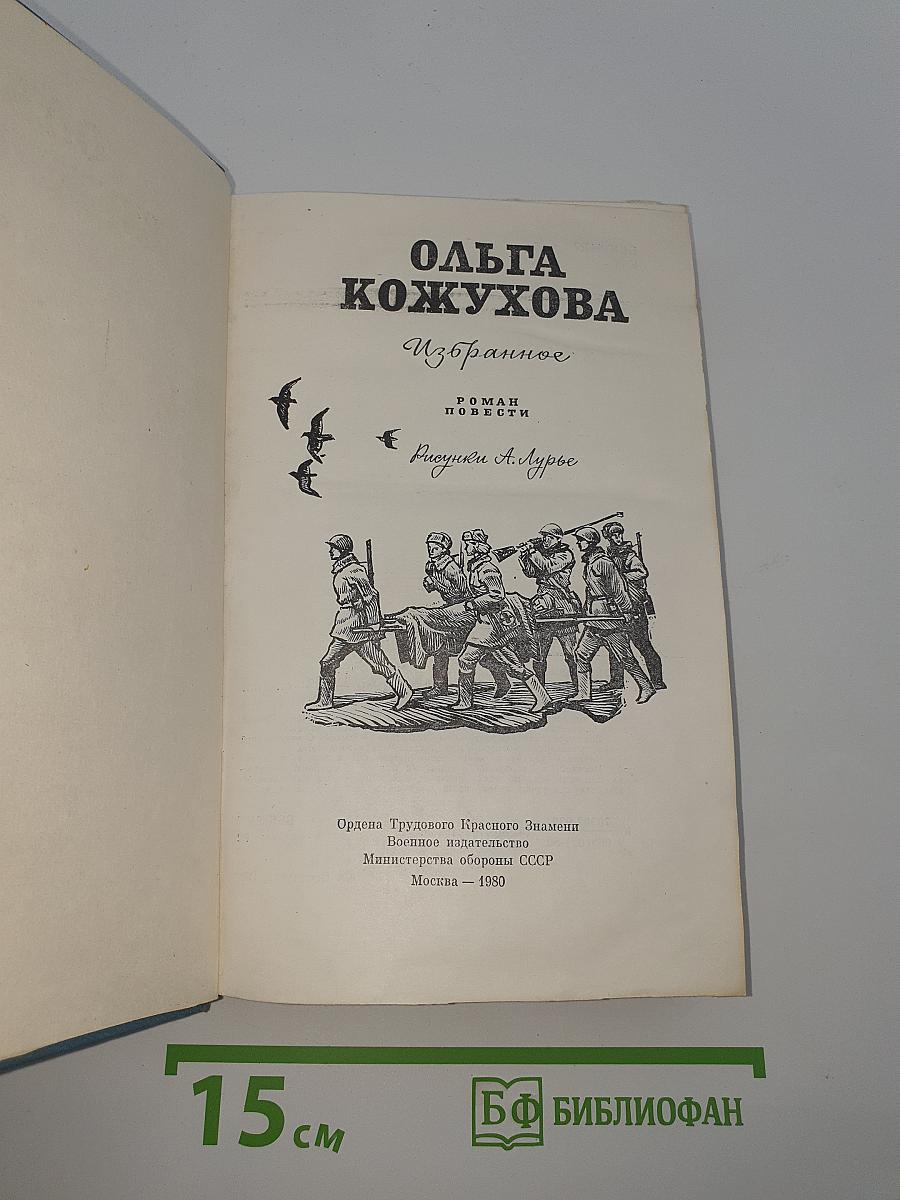 ОЛЬГА
КОЖУХОВА
Избранное
РОМАН
ПОВЕСТИ
Рисунки А. Лурье
Ордена Трудового Красного Знамени
Военное издательство
Министерства обороны СССР
Москва — 1980
15 см
БФ БИБЛИОФАН